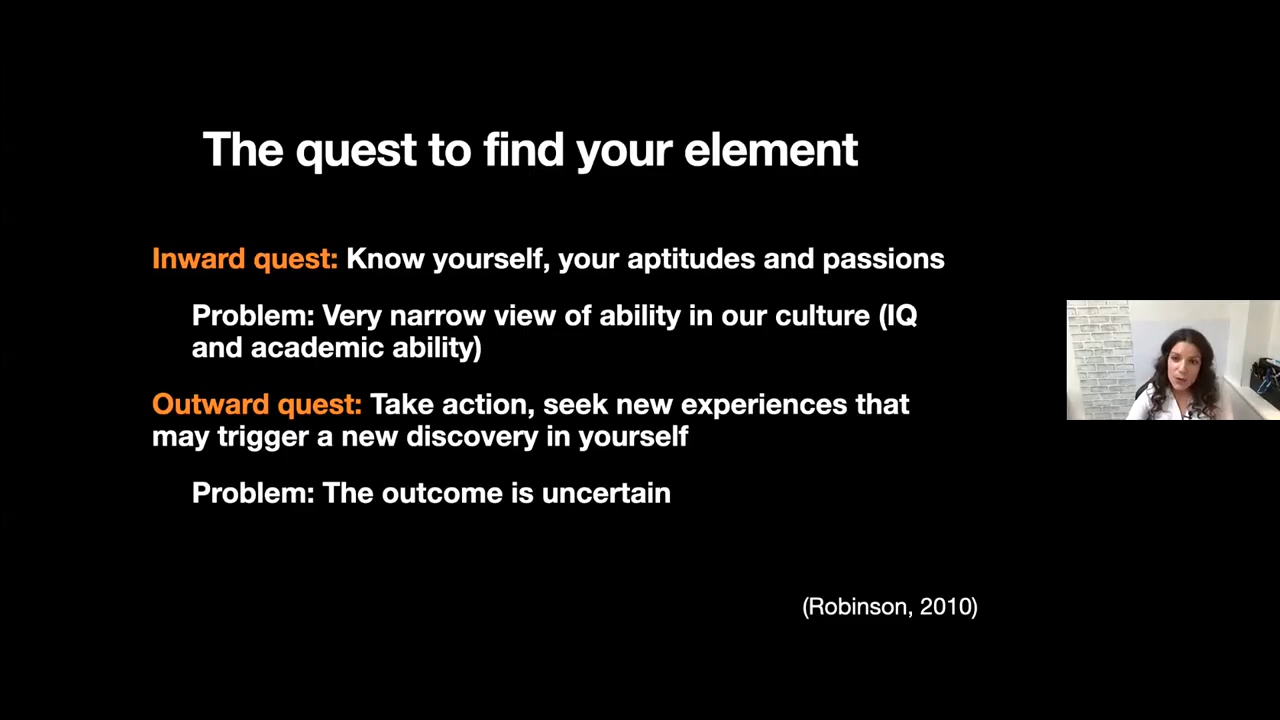 The quest to find your element
Inward quest: Know yourself, your aptitudes and passions
Problem: Very narrow view of ability in our culture (IQ
and academic ability)
Outward quest: Take action, seek new experiences that
may trigger a new discovery in yourself
Problem: The outcome is uncertain
(Robinson, 2010)